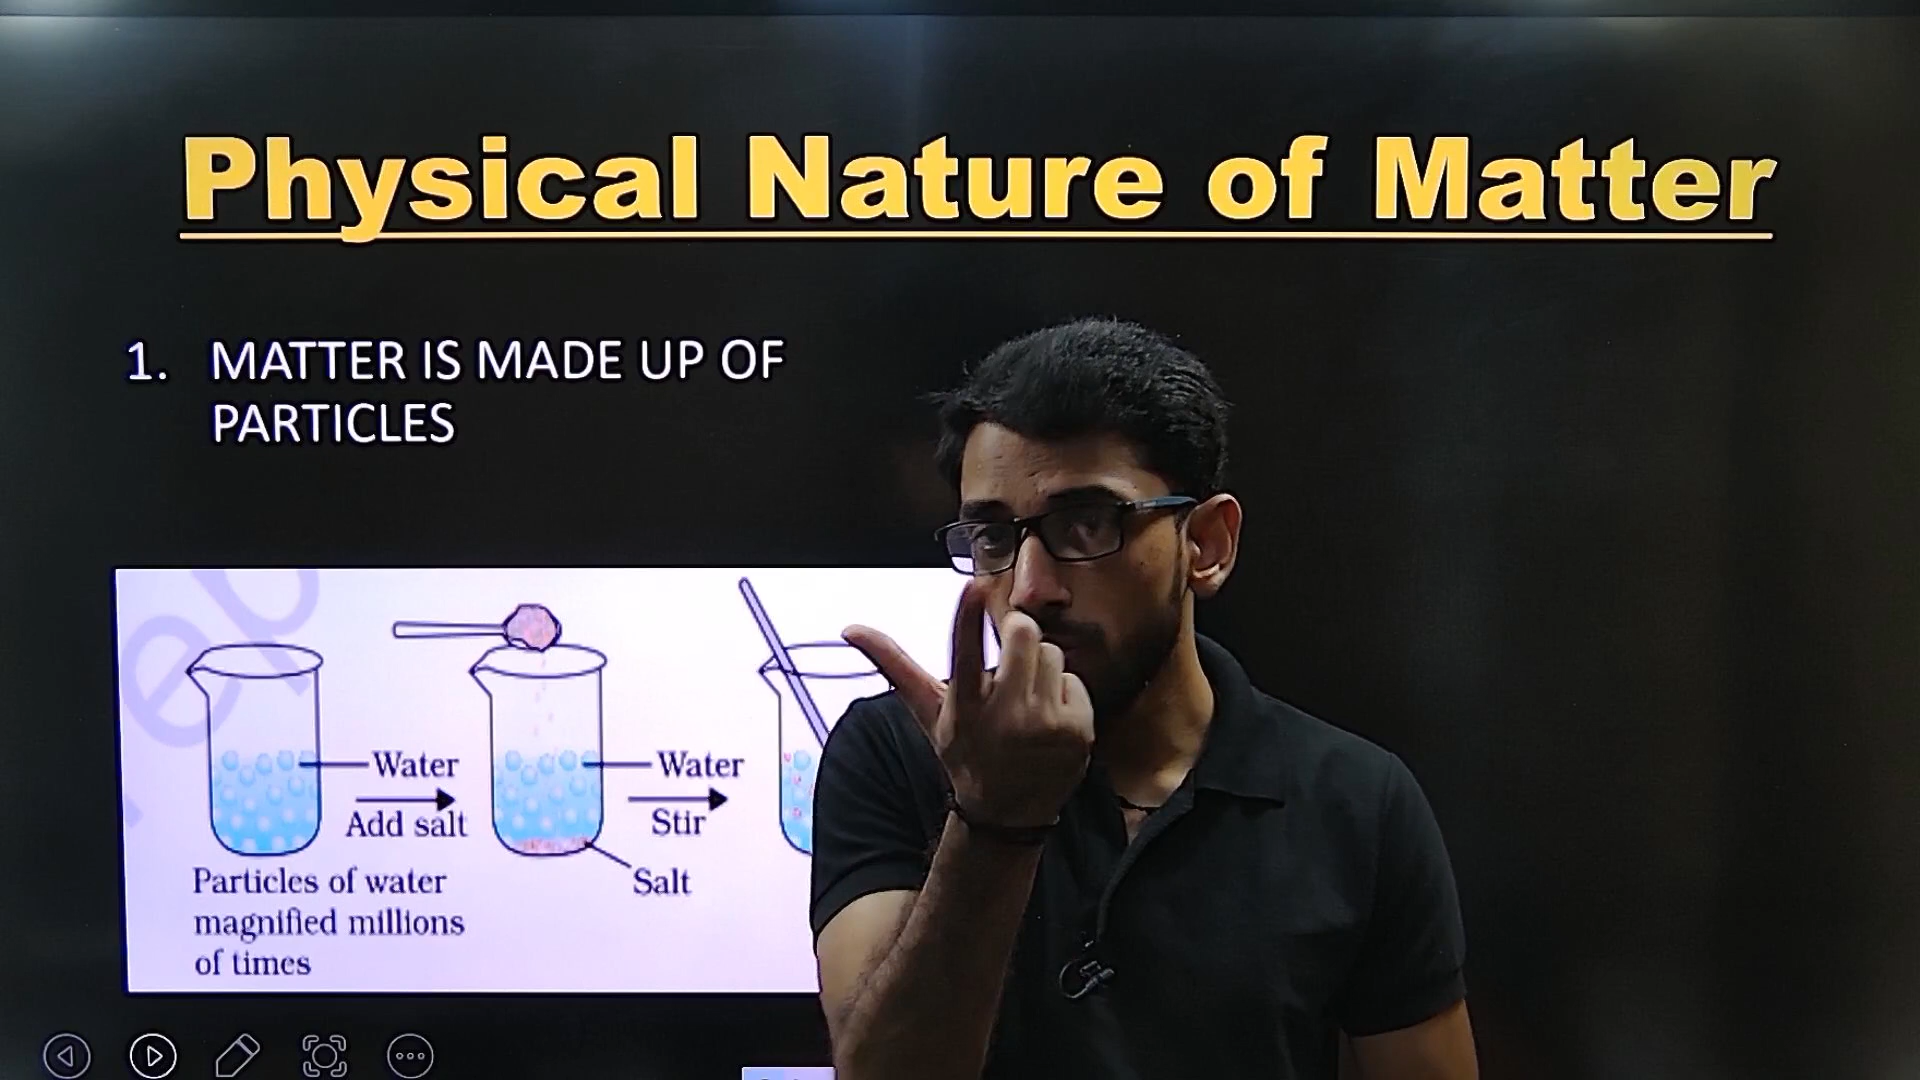 Physical Nature of Matter
1. MATTER IS MADE UP OF
PARTICLES
Water
Add salt
Water
Stir
Salt
Particles of water
magnified millions
of times